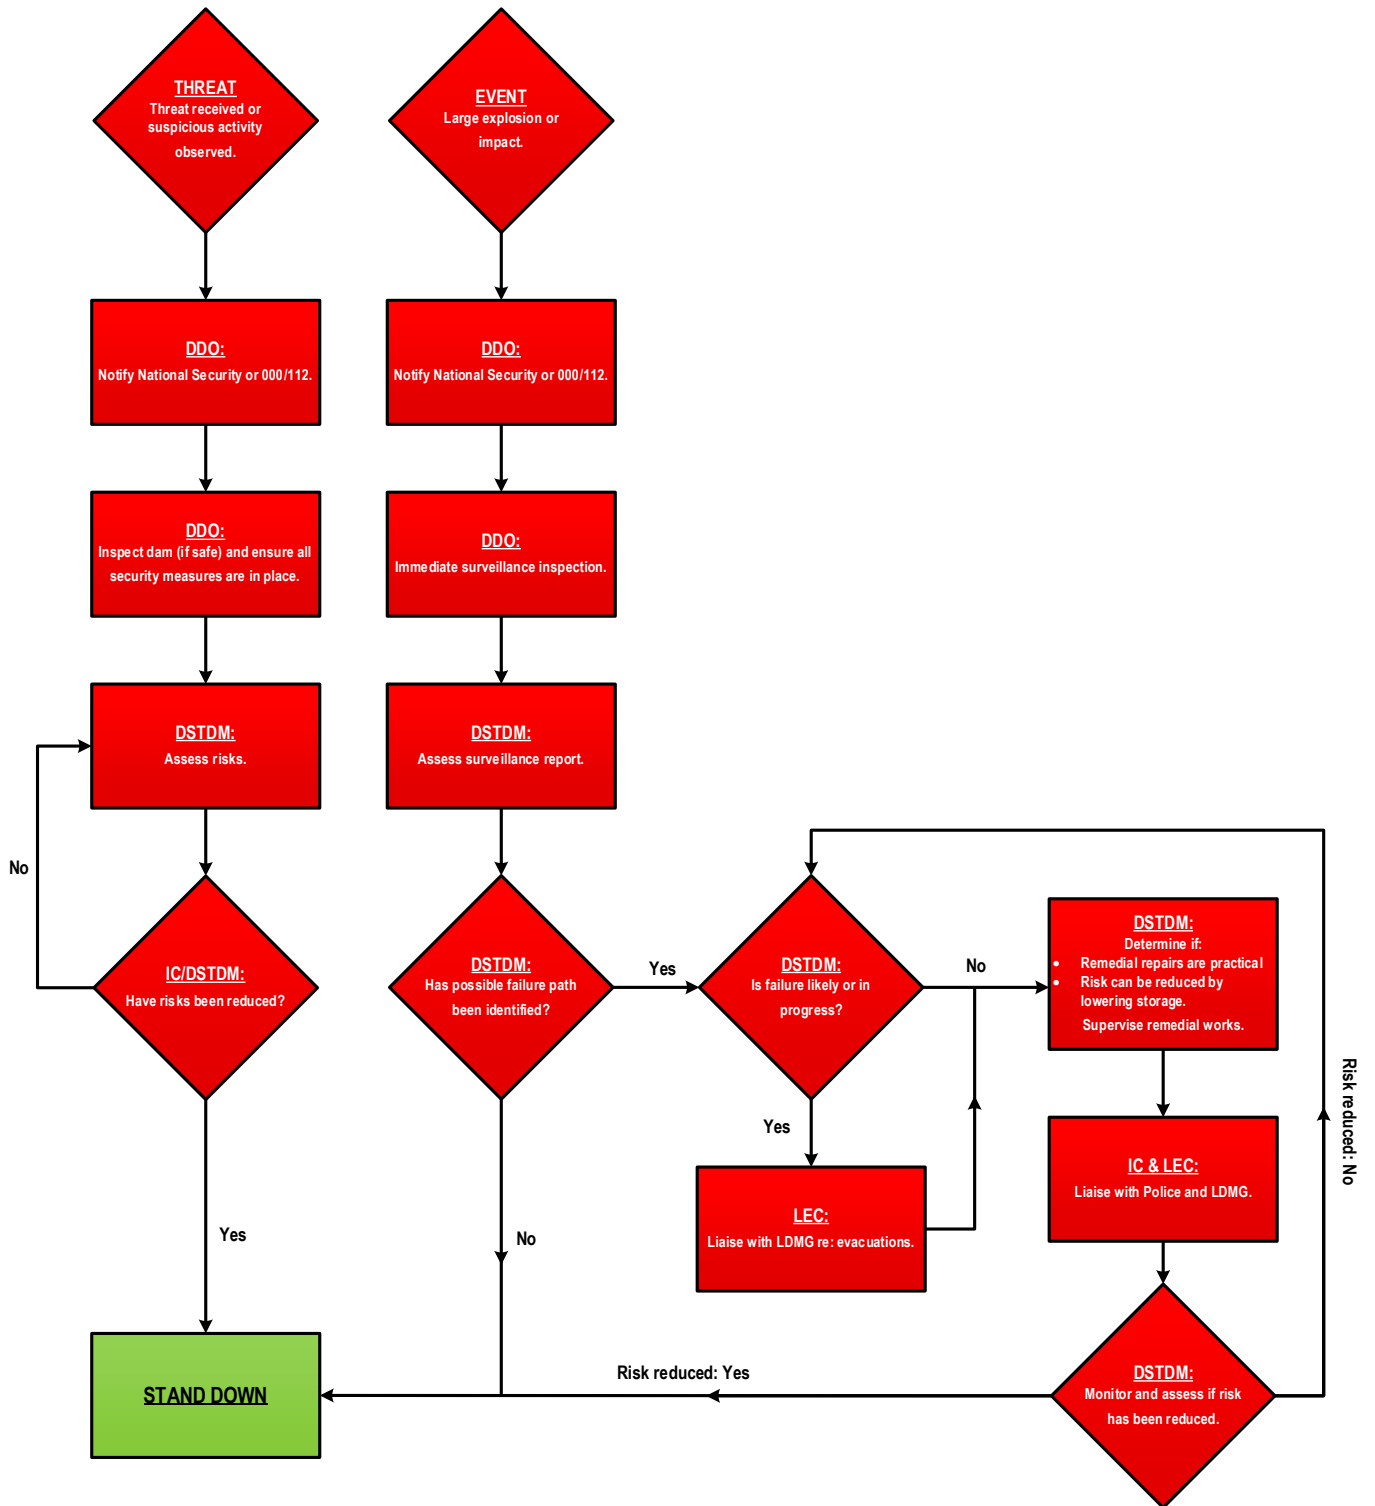 THREAT
Threat received or
suspicious activity
observed.
DDO:
Notify National Security or 000/112.
DDO:
Inspect dam (if safe) and ensure all
security measures are in place.
DSTDM:
Assess risks.
No
IC/DSTDM:
Have risks been reduced?
Yes
STAND DOWN
EVENT
Large explosion or
impact.
DDO:
Notify National Security or 000/112.
DDO:
Immediate surveillance inspection.
DSTDM:
Assess surveillance report.
DSTDM:
Has possible failure path
been identified?
Yes
No
DSTDM:
Is failure likely or in
progress?
No
Yes
LEC:
Liaise with LDMG re: evacuations.
DSTDM:
Determine if:
• Remedial repairs are practical
• Risk can be reduced by
lowering storage.
Supervise remedial works.
IC & LEC:
Liaise with Police and LDMG.
DSTDM:
Monitor and assess if risk
has been reduced.
Risk reduced: Yes
Risk reduced: No